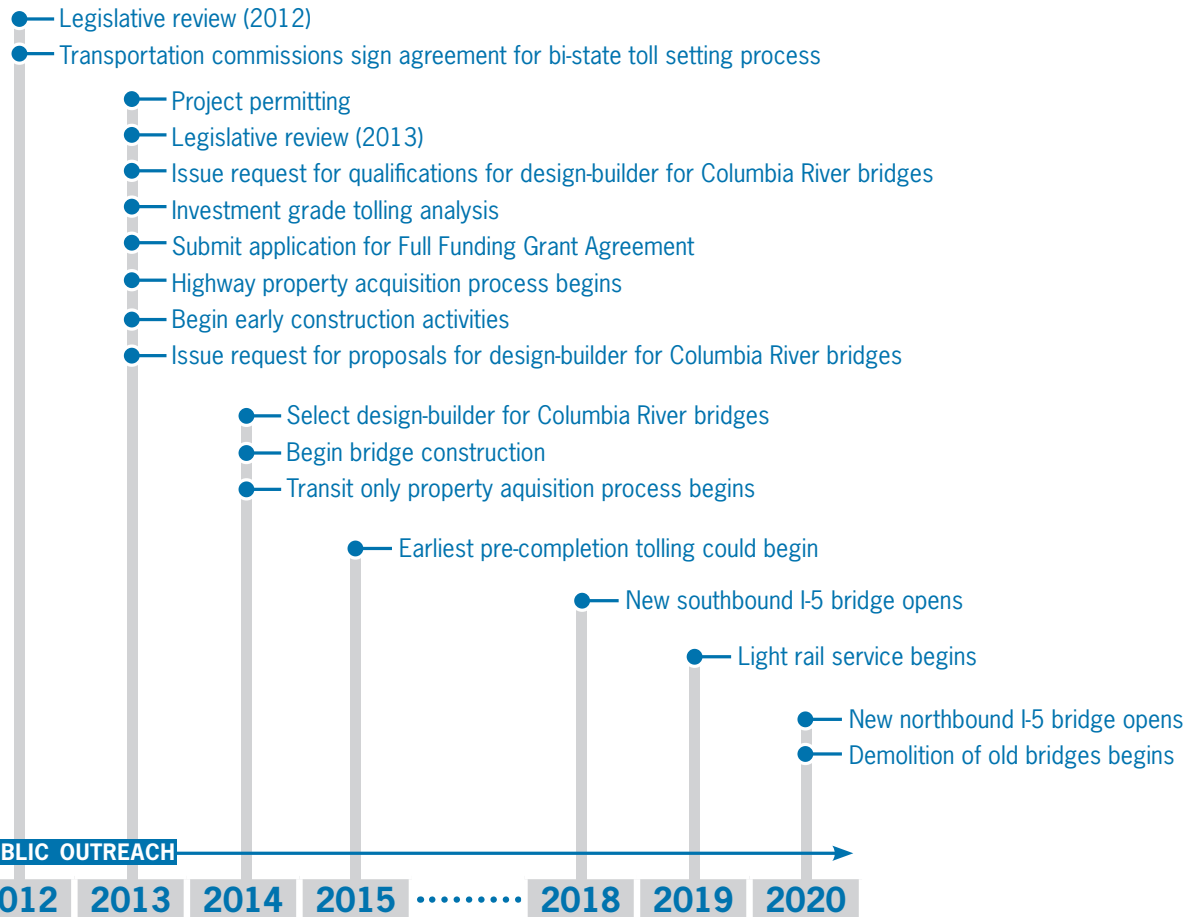 Legislative review (2012)
Transportation commissions sign agreement for bi-state toll setting process
Project permitting
Legislative review (2013)
Issue request for qualifications for design-builder for Columbia River bridges
Investment grade tolling analysis
Submit application for Full Funding Grant Agreement
Highway property acquisition process begins
Begin early construction activities
Issue request for proposals for design-builder for Columbia River bridges
Select design-builder for Columbia River bridges
Begin bridge construction
Transit only property aquisition process begins
Earliest pre-completion tolling could begin
New southbound I-5 bridge opens
Light rail service begins
New northbound I-5 bridge opens
Demolition of old bridges begins
BLIC OUTREACH
012 2013 2014 2015 ......... 2018 2019 2020